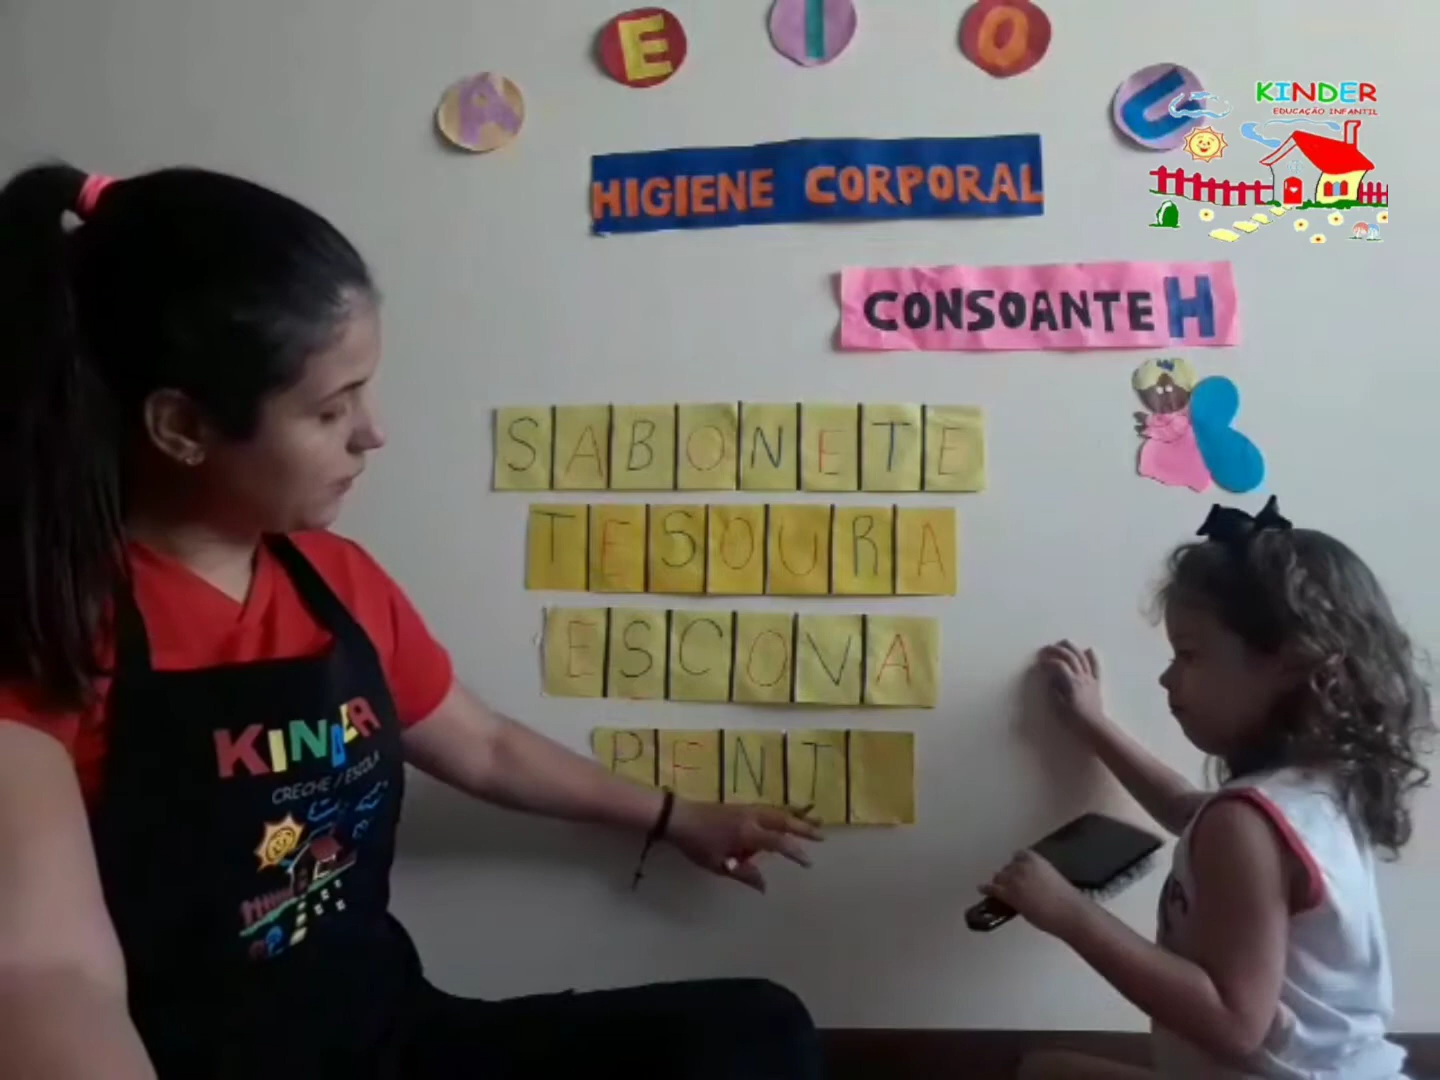 A E I O U
KINDER
EDUCAÇÃO INFANTIL
HIGIENE CORPORAL
CONSOANTE H
SABONETE
TESOURA
ESCOVA
PENT
KINDER
CRECHE / ESCOLA